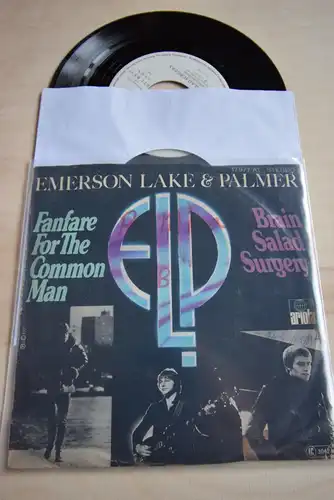 EMERSON LAKE & PALMER
Fanfare
For The
Common
Man
ELP
Brain
Salad
Surgery
ariola